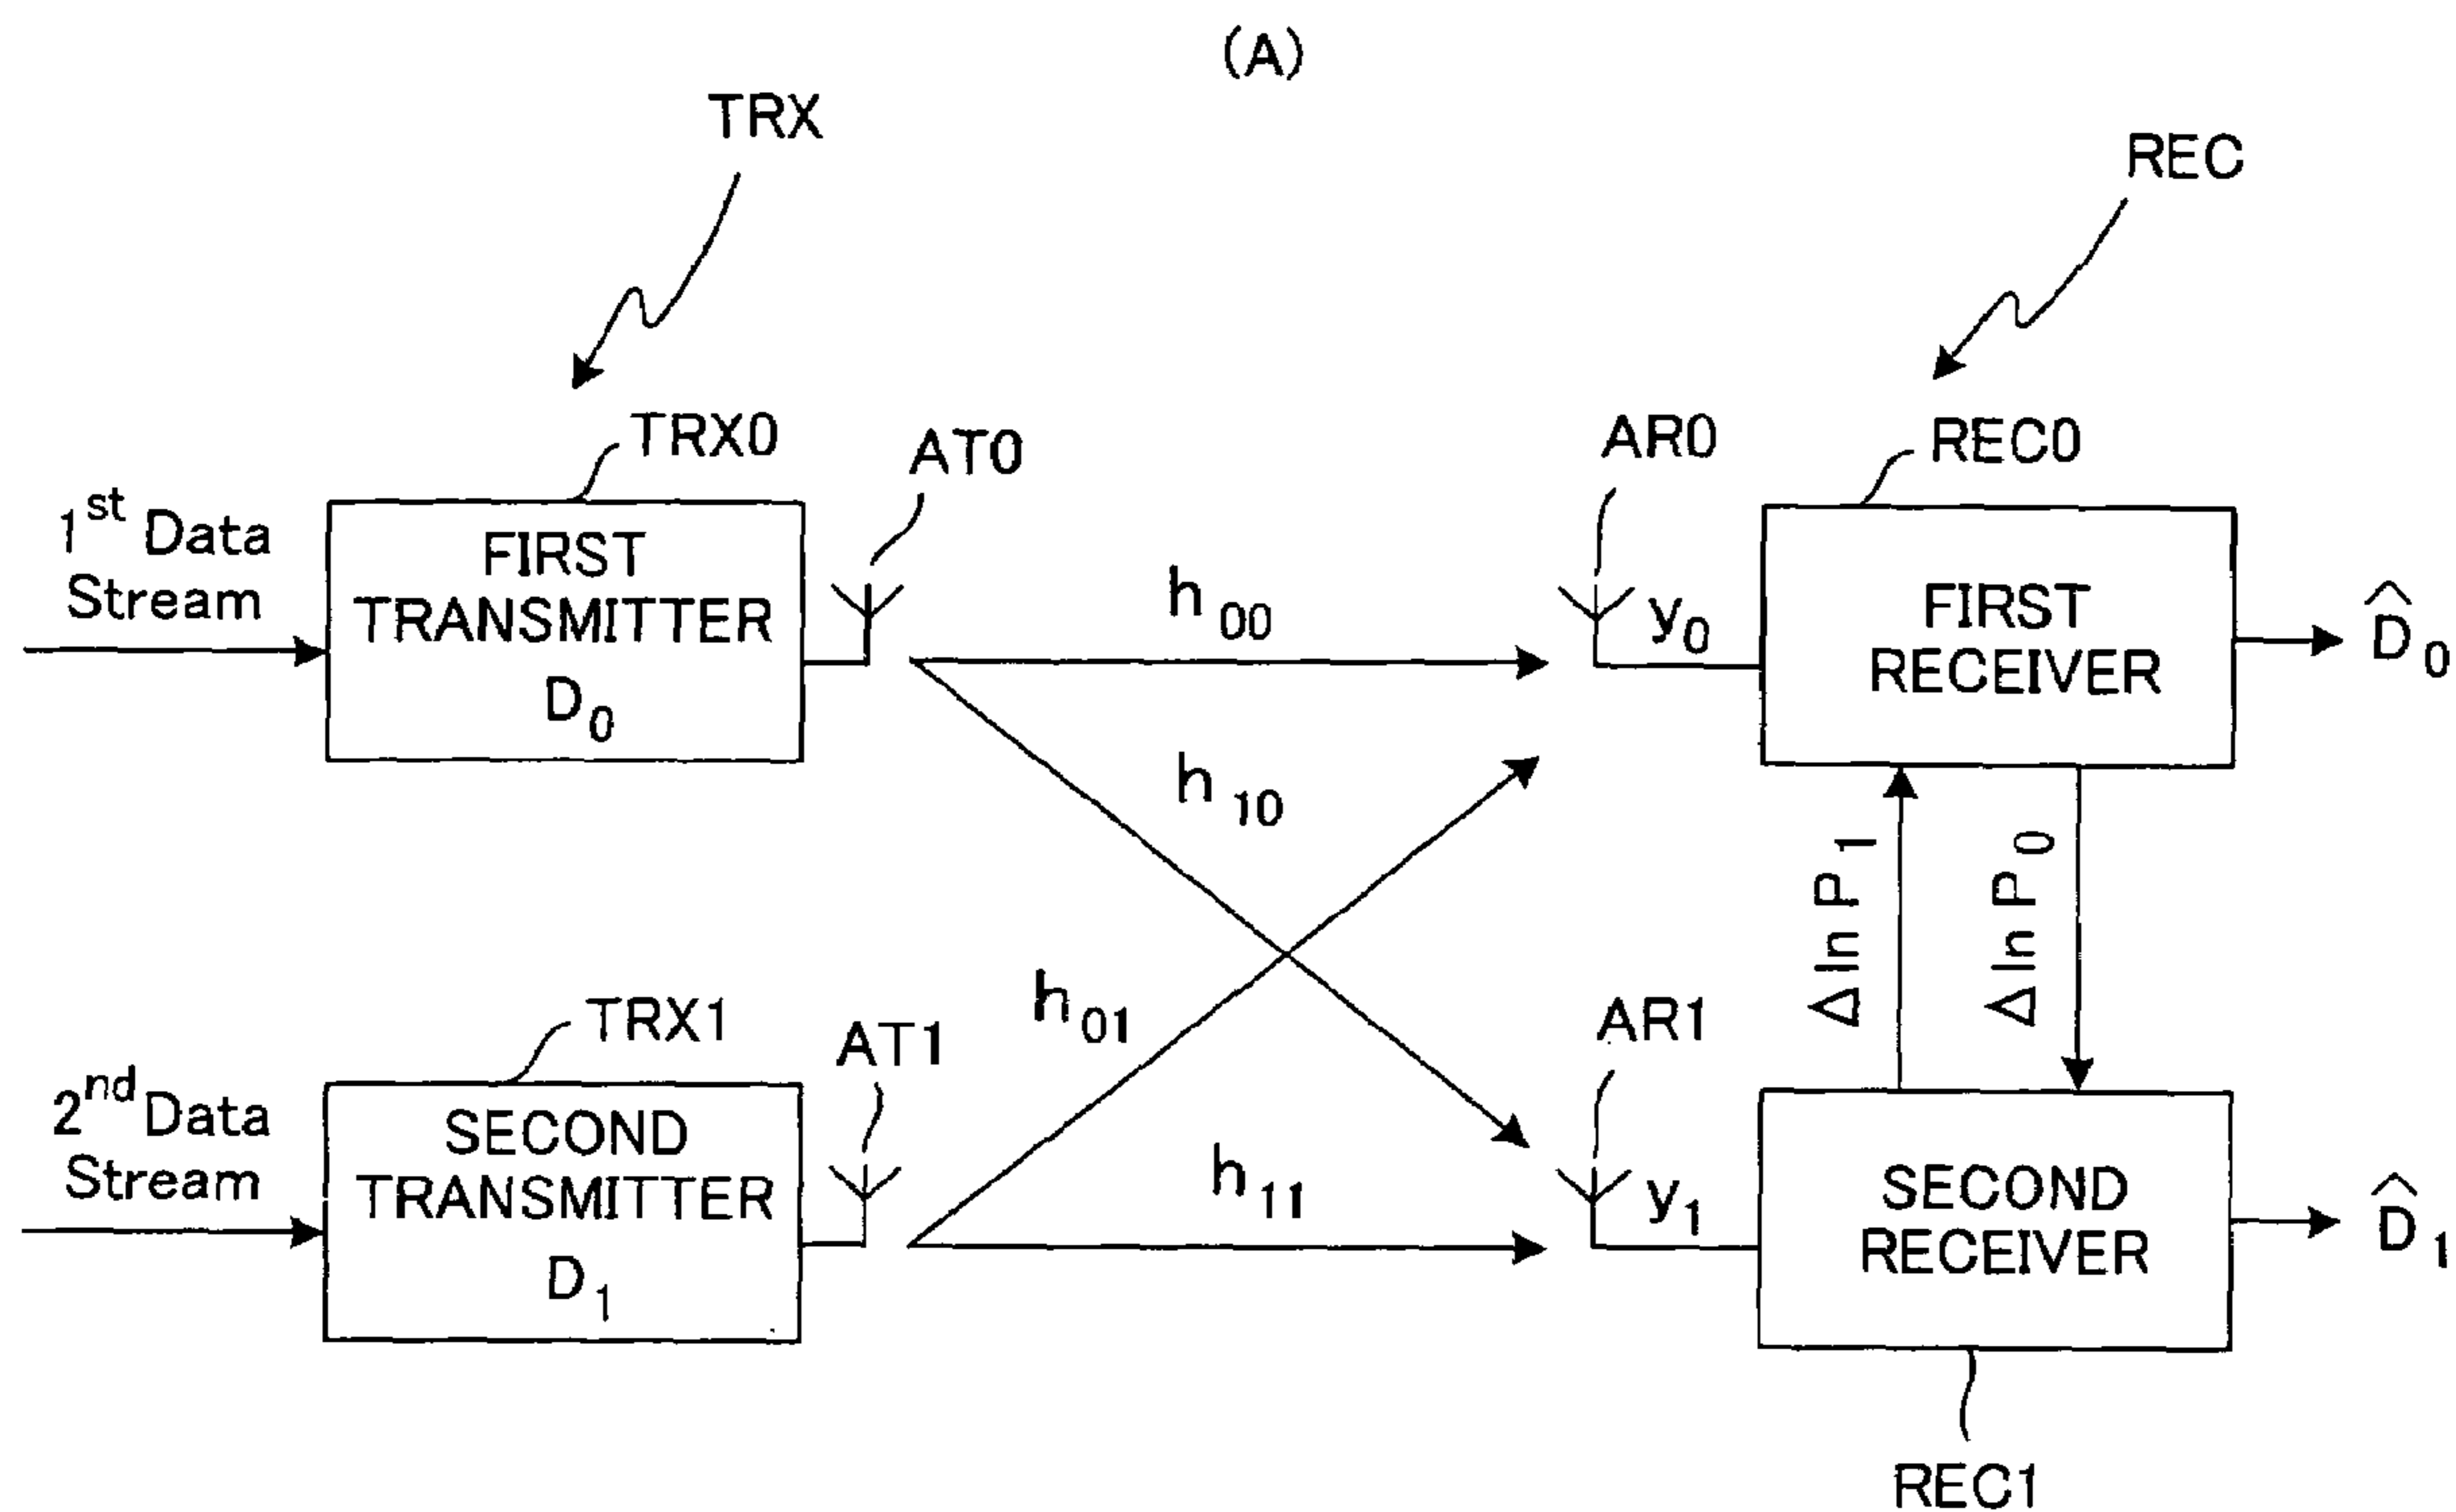 (A)
TRX
REC
TRX0
AT0
AR0
REC0
1st Data
Stream
FIRST
TRANSMITTER
D0
h00
y0
FIRST
RECEIVER
D̂0
h10
h01
Δ ln P1
Δ ln P0
TRX1
AT1
AR1
2nd Data
Stream
SECOND
TRANSMITTER
D1
h11
y1
SECOND
RECEIVER
D̂1
REC1